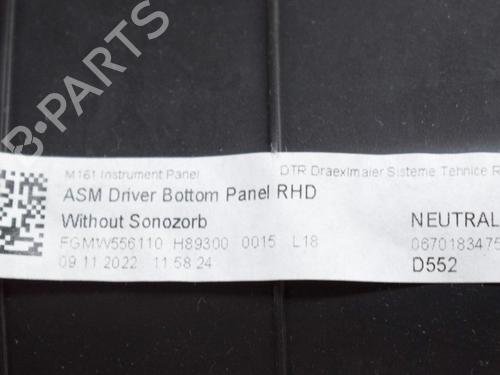 B-PARTS
M161 Instrument Panel DTR Draexlmaier Sisteme Tehnice R
ASM Driver Bottom Panel RHD
Without Sonozorb NEUTRAL
FGMW556110 H89300 0015 L18 0670183475
09.11.2022 11:58:24 D552